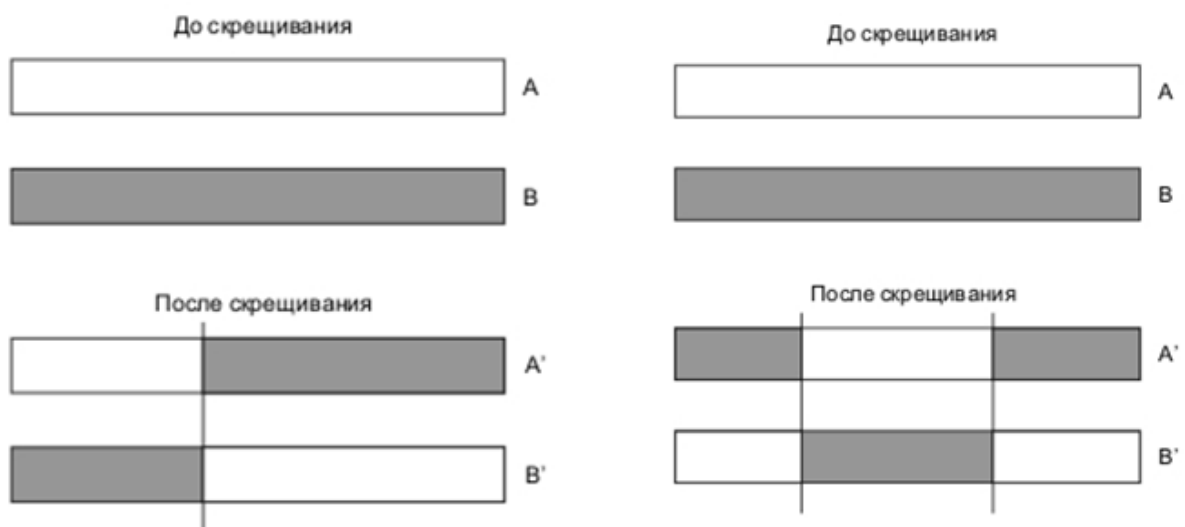 До скрещивания
A
B
После скрещивания
A'
B'
До скрещивания
A
B
После скрещивания
A'
B'